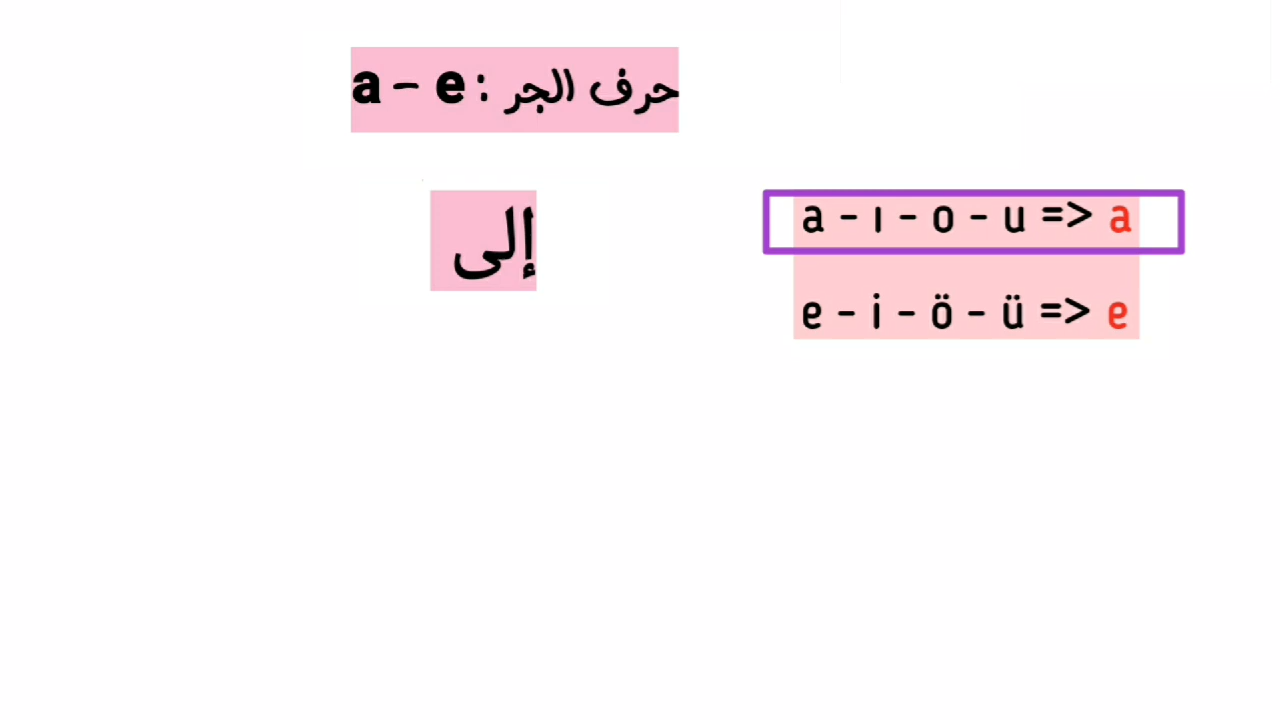 حرف الجر : a – e
إلى
a – ı – o – u => a
e – i – ö – ü => e